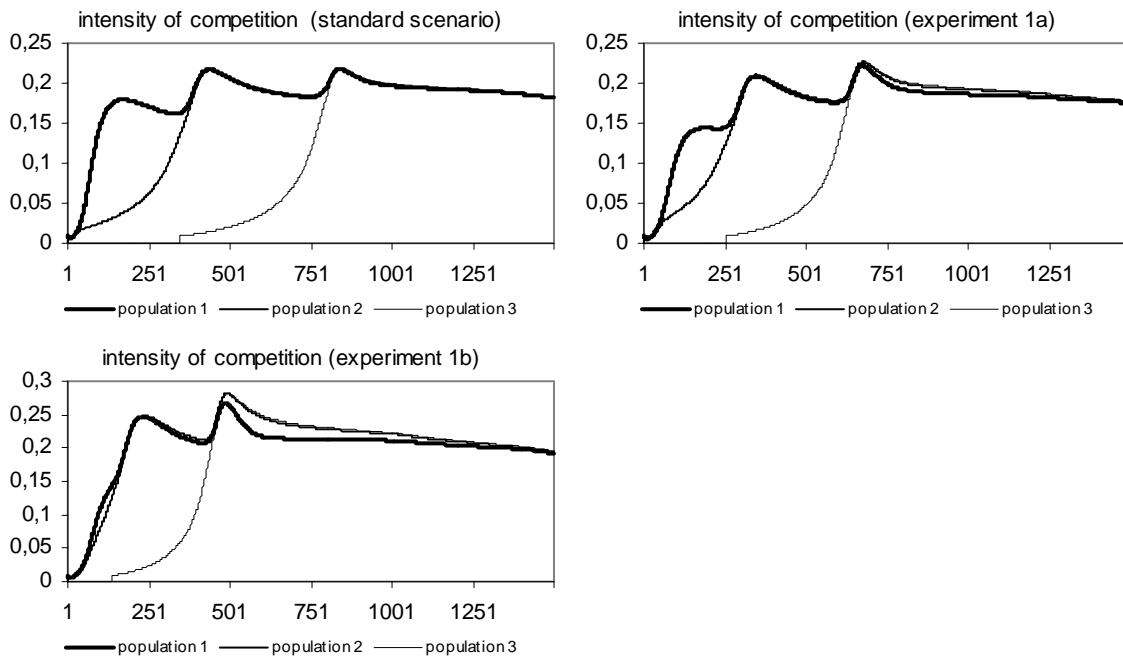 intensity of competition (standard scenario)
0,25
0,2
0,15
0,1
0,05
0
1 251 501 751 1001 1251
population 1 population 2 population 3
intensity of competition (experiment 1a)
0,25
0,2
0,15
0,1
0,05
0
1 251 501 751 1001 1251
population 1 population 2 population 3
intensity of competition (experiment 1b)
0,3
0,25
0,2
0,15
0,1
0,05
0
1 251 501 751 1001 1251
population 1 population 2 population 3